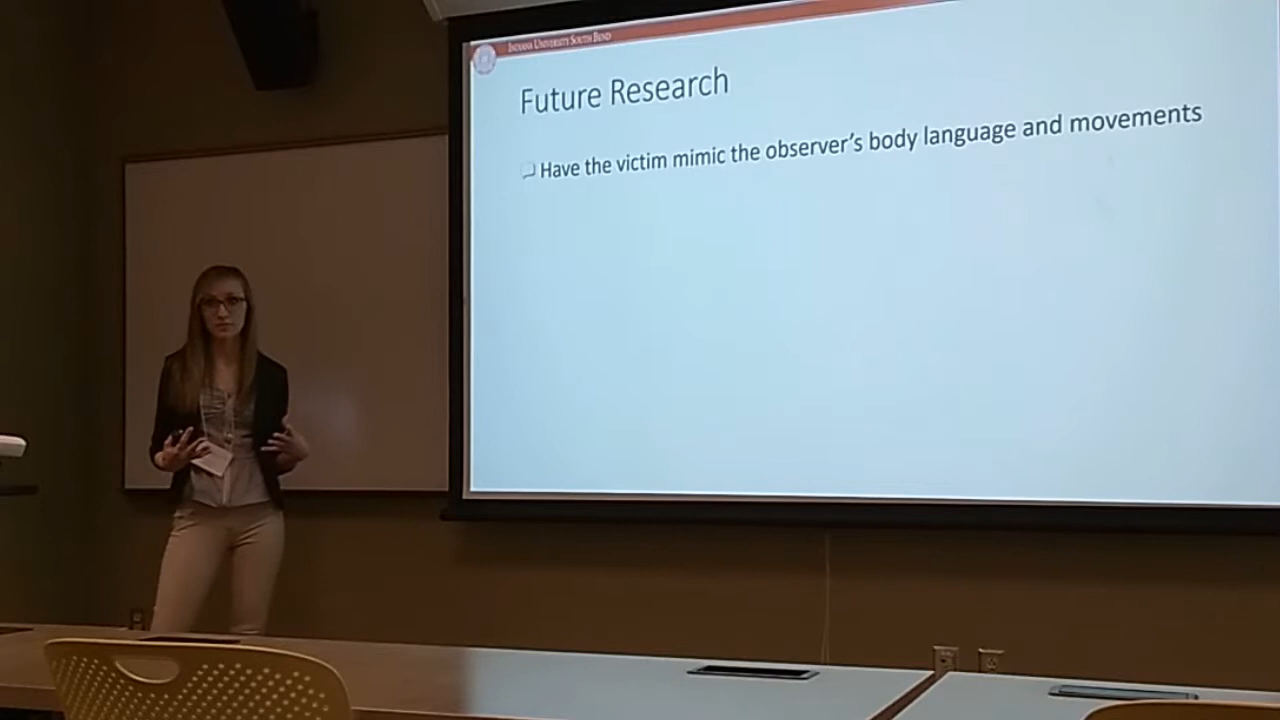 INDIANA UNIVERSITY SOUTH BEND
Future Research
Have the victim mimic the observer's body language and movements